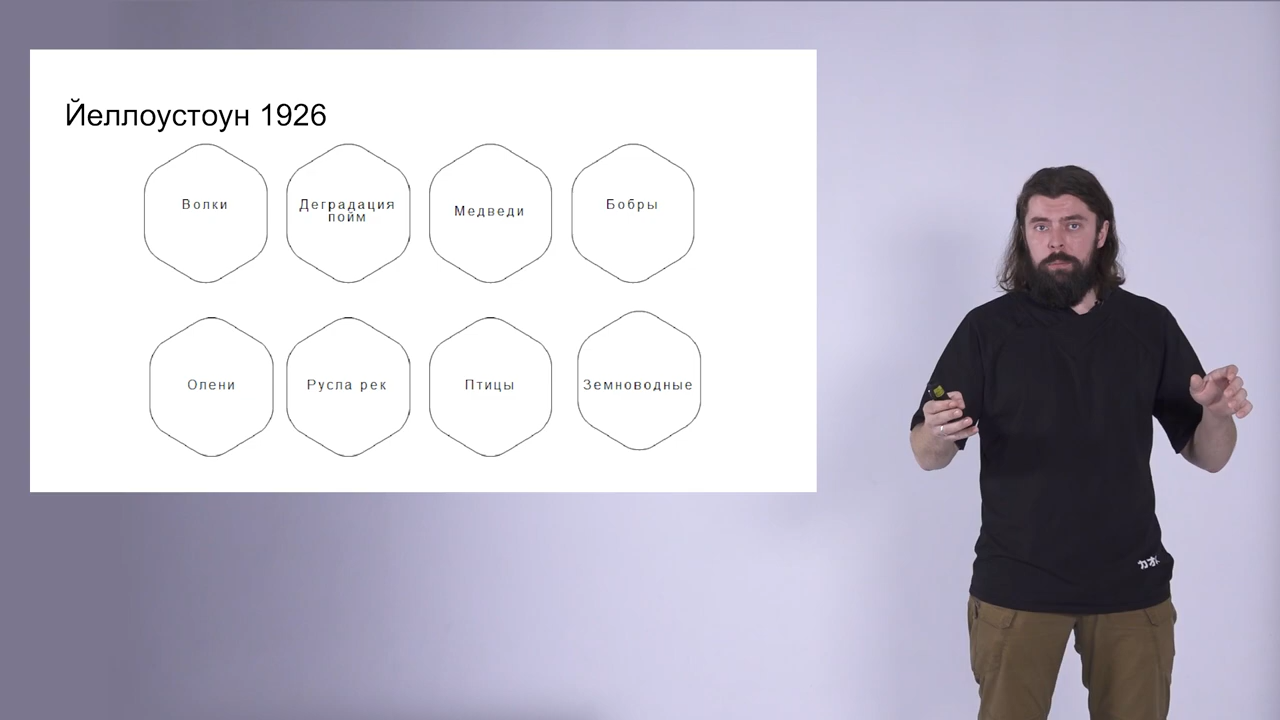 Йеллоустоун 1926
Волки
Деградация
пойм
Медведи
Бобры
Олени
Русла рек
Птицы
Земноводные